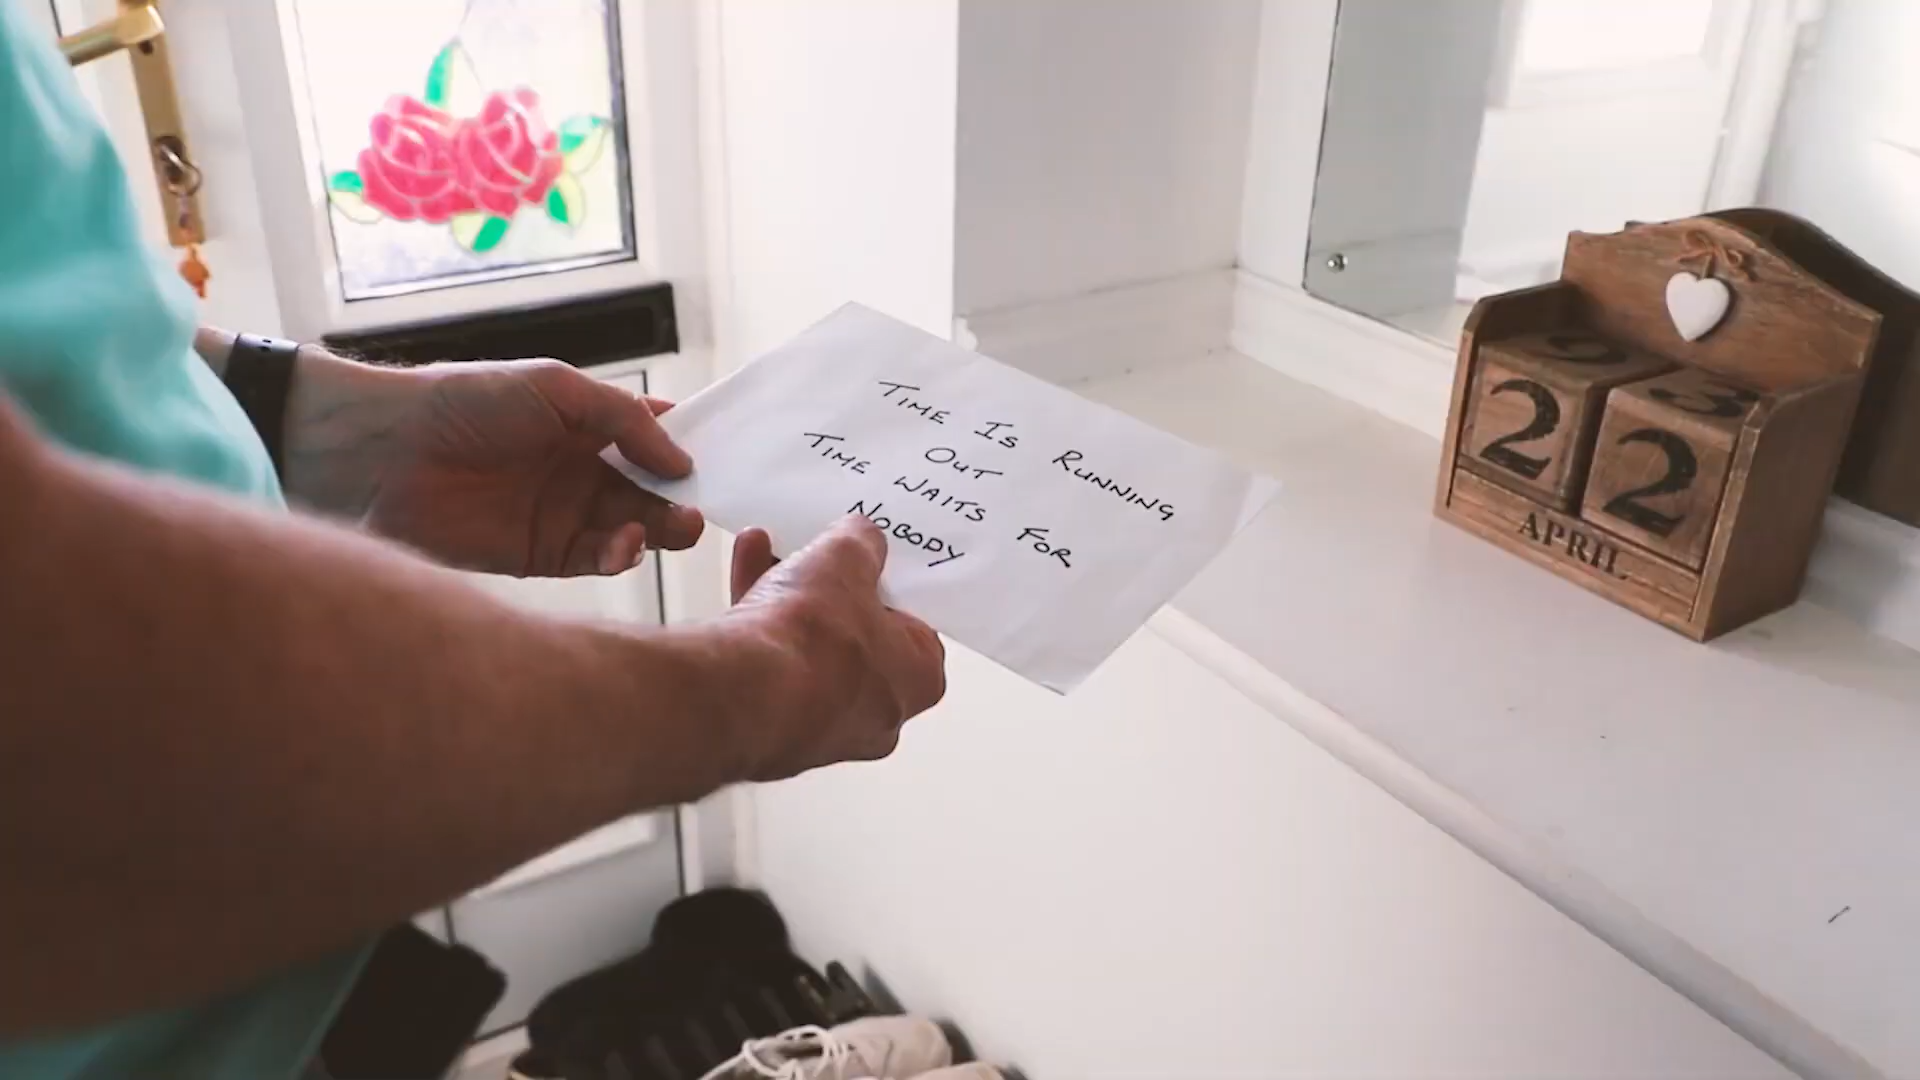 TIME IS RUNNING
OUT
TIME WAITS FOR
NOBODY
22
APRIL